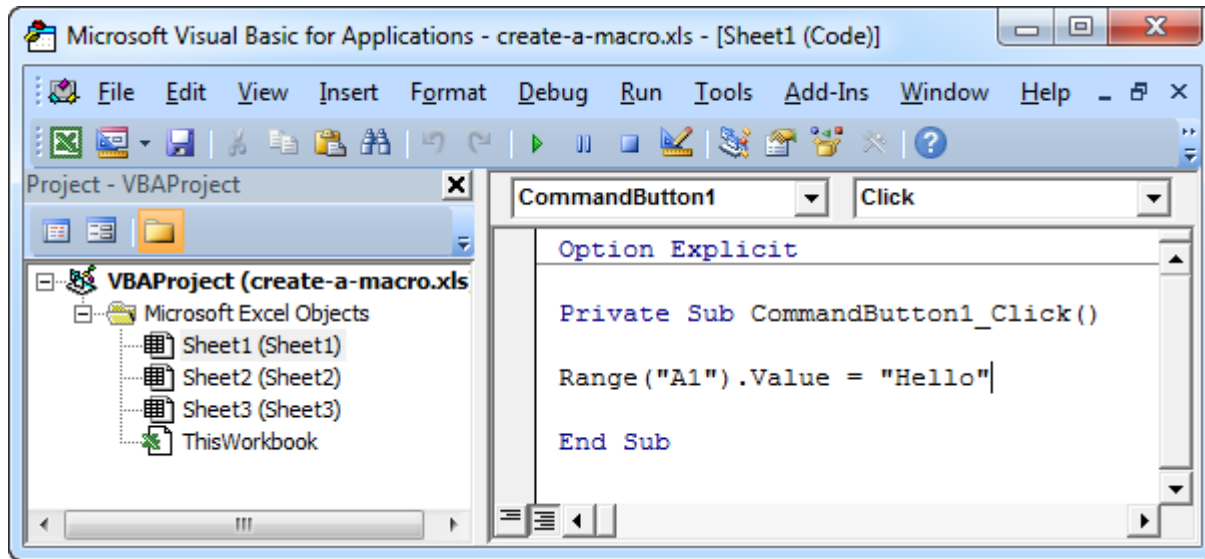 Microsoft Visual Basic for Applications - create-a-macro.xls - [Sheet1 (Code)]
File Edit View Insert Format Debug Run Tools Add-Ins Window Help
Project - VBAProject
CommandButton1 Click
VBAProject (create-a-macro.xls
Microsoft Excel Objects
Sheet1 (Sheet1)
Sheet2 (Sheet2)
Sheet3 (Sheet3)
ThisWorkbook
Option Explicit
Private Sub CommandButton1_Click()
Range("A1").Value = "Hello"
End Sub